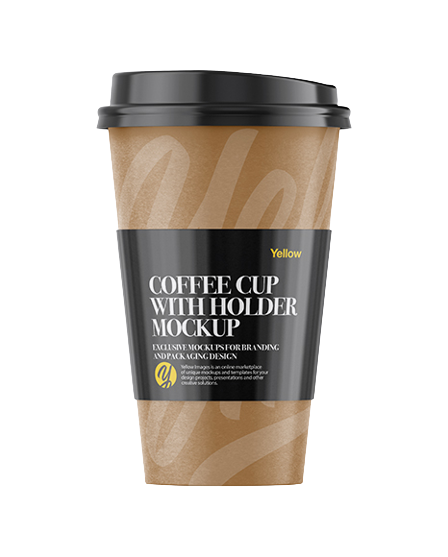 Yellow
COFFEE CUP
WITH HOLDER
MOCKUP
EXCLUSIVE MOCKUPS FOR BRANDING
AND PACKAGING DESIGN
Yellow Images is an online marketplace
of unique mockups and templates for your
design projects, presentations and other
creative solutions.